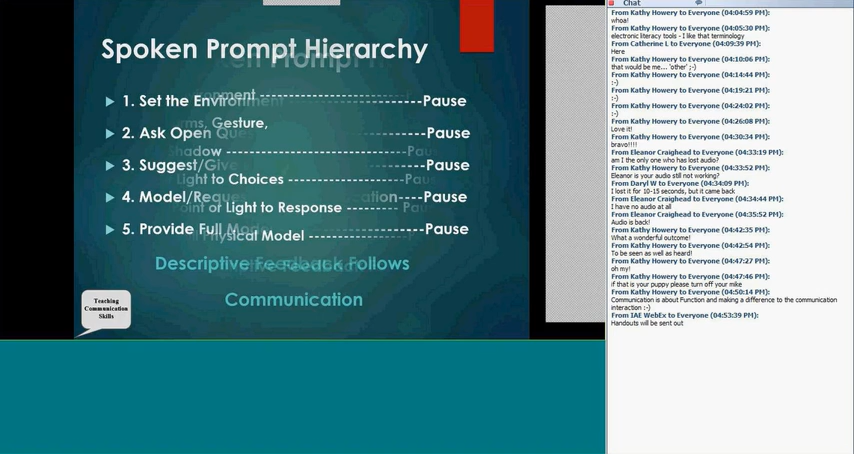 Spoken Prompt Hierarchy
1. Set the Environment ---Pause
2. Ask Open ---Pause
3. Suggest/Give ---Pause
4. Model/ ---Pause
5. Provide Full ---Pause
Gesture,
Light to Choices
or Light to Response
Physical Model
Descriptive Feedback Follows
Communication
Teaching
Communication
Skills
Chat
From Kathy Howery to Everyone (04:04:59 PM):
whoa!
From Kathy Howery to Everyone (04:05:30 PM):
electronic literacy tools - I like that terminology
From Catherine L to Everyone (04:09:39 PM):
Here
From Kathy Howery to Everyone (04:10:06 PM):
that would be me... 'other' ;-)
From Kathy Howery to Everyone (04:14:44 PM):
:-)
From Kathy Howery to Everyone (04:19:21 PM):
:-)
From Kathy Howery to Everyone (04:24:02 PM):
:-)
From Kathy Howery to Everyone (04:26:08 PM):
Love it!
From Kathy Howery to Everyone (04:30:34 PM):
bravo!!!!
From Eleanor Craighead to Everyone (04:33:19 PM):
am I the only one who has lost audio?
From Kathy Howery to Everyone (04:33:52 PM):
Eleanor is your audio still not working?
From Daryl W to Everyone (04:34:09 PM):
I lost it for 10-15 seconds, but it came back
From Eleanor Craighead to Everyone (04:34:44 PM):
I have no audio at all
From Eleanor Craighead to Everyone (04:35:52 PM):
Audio is back!
From Kathy Howery to Everyone (04:42:35 PM):
What a wonderful outcome!
From Kathy Howery to Everyone (04:42:54 PM):
To be seen as well as heard!
From Kathy Howery to Everyone (04:47:27 PM):
oh my!
From Kathy Howery to Everyone (04:47:46 PM):
if that is your puppy please turn off your mike
From Kathy Howery to Everyone (04:50:14 PM):
Communication is about Function and making a difference to the communication
interaction :-)
From IAE WebEx to Everyone (04:53:39 PM):
Handouts will be sent out